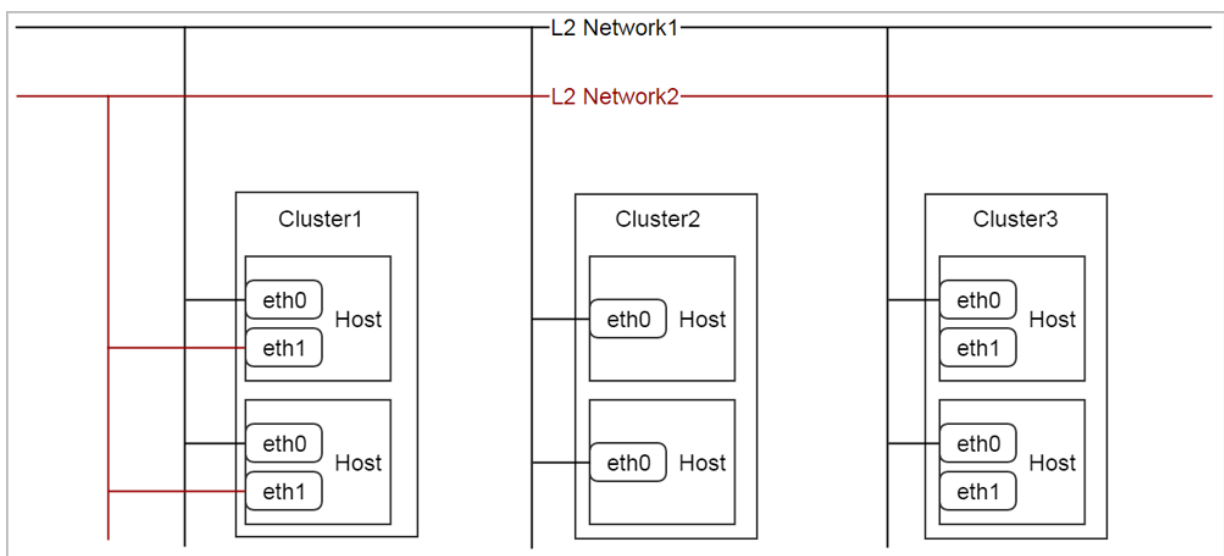 L2 Network1
L2 Network2
Cluster1
eth0
Host
eth1
eth0
Host
eth1
Cluster2
eth0 Host
eth0 Host
Cluster3
eth0
Host
eth1
eth0
Host
eth1